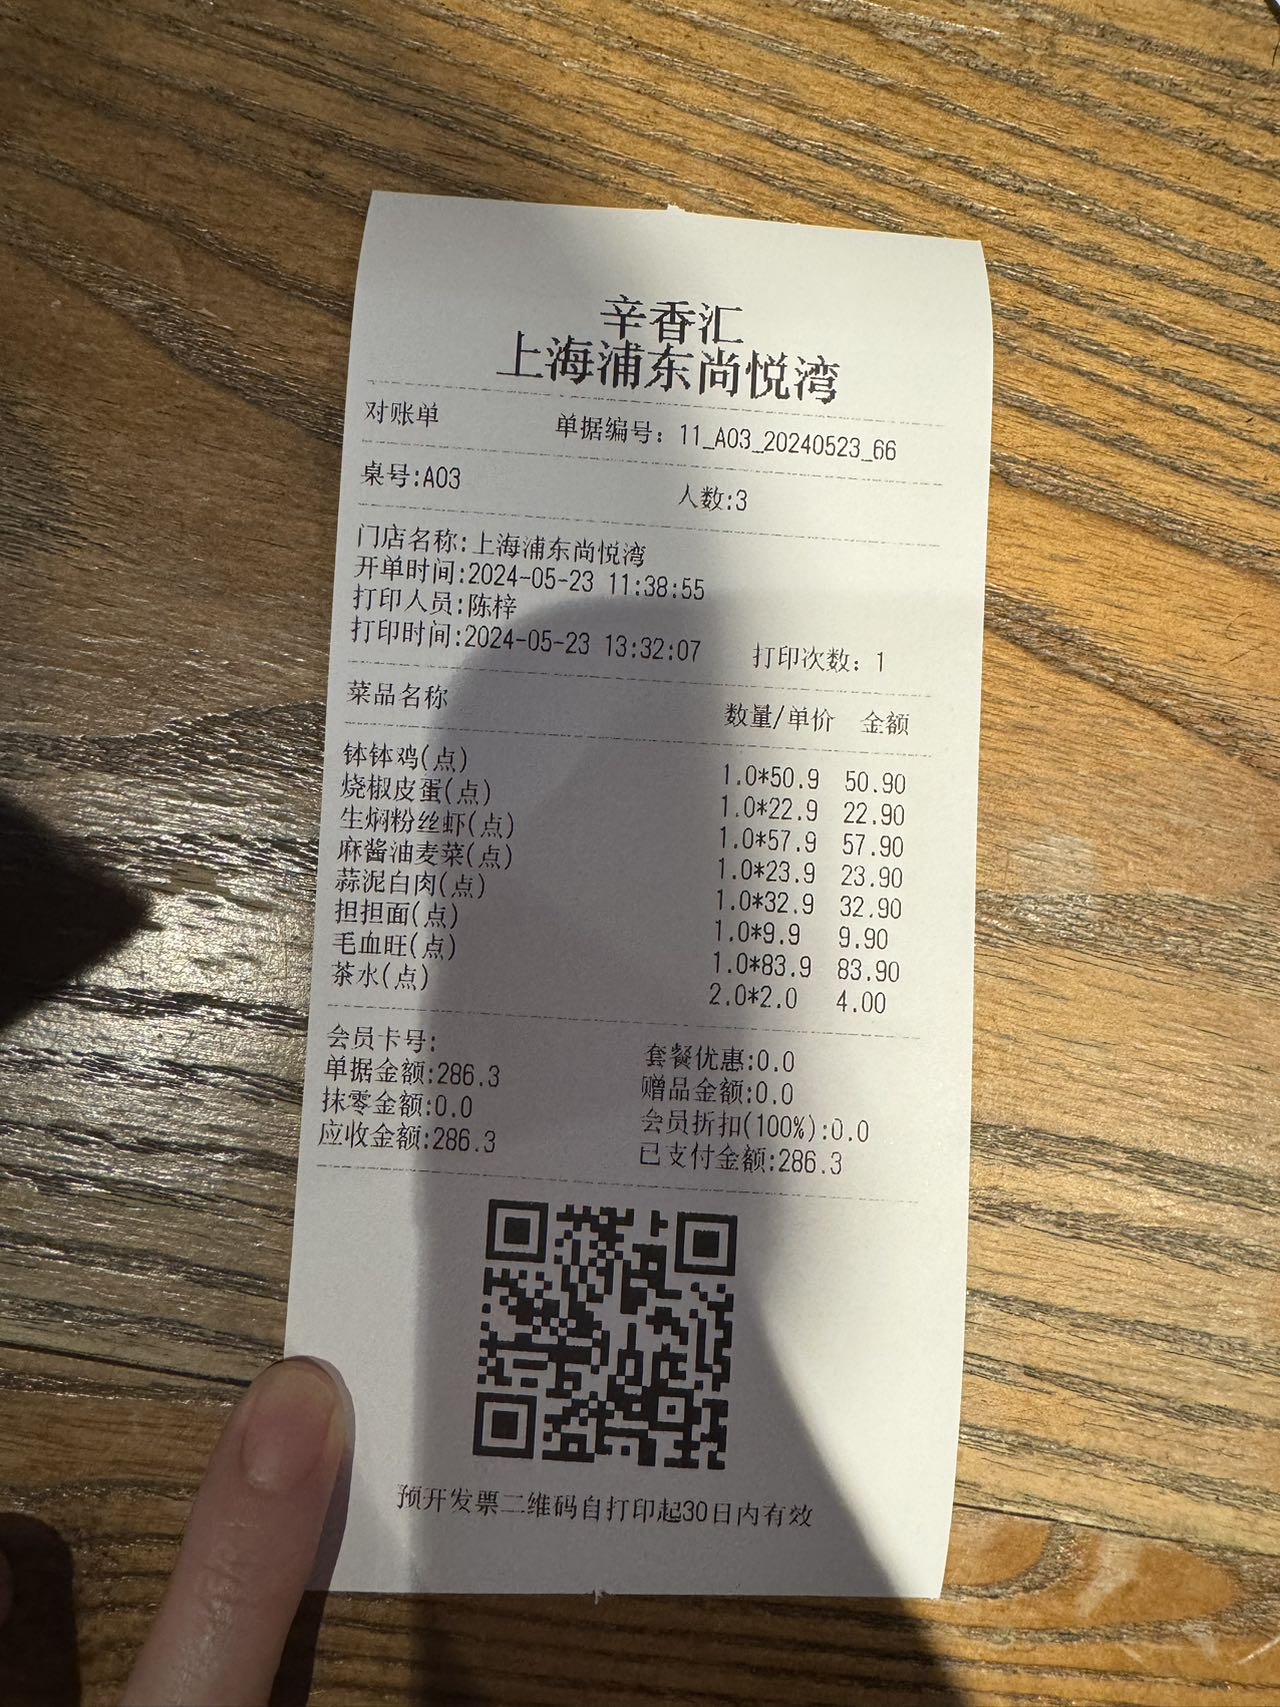 辛香汇
上海浦东尚悦湾
对账单 单据编号：11_A03_20240523_66
桌号:A03 人数:3
门店名称:上海浦东尚悦湾
开单时间:2024-05-23 11:38:55
打印人员:陈梓
打印时间:2024-05-23 13:32:07 打印次数：1
菜品名称 数量/单价 金额
钵钵鸡(点) 1.0*50.9 50.90
烧椒皮蛋(点) 1.0*22.9 22.90
生焖粉丝虾(点) 1.0*57.9 57.90
麻酱油麦菜(点) 1.0*23.9 23.90
蒜泥白肉(点) 1.0*32.9 32.90
担担面(点) 1.0*9.9 9.90
毛血旺(点) 1.0*83.9 83.90
茶水(点) 2.0*2.0 4.00
会员卡号: 套餐优惠:0.0
单据金额:286.3 赠品金额:0.0
抹零金额:0.0 会员折扣(100%):0.0
应收金额:286.3 已支付金额:286.3
预开发票二维码自打印起30日内有效